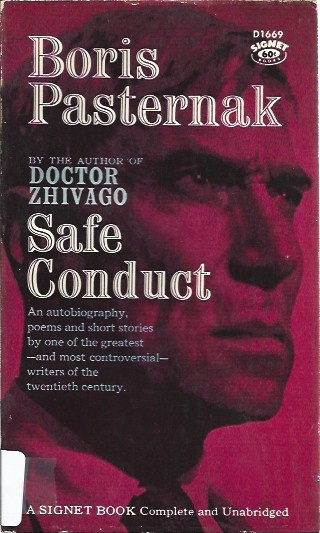 D1669
SIGNET
60¢
BOOKS
Boris
Pasternak
BY THE AUTHOR OF
DOCTOR
ZHIVAGO
Safe
Conduct
An autobiography,
poems and short stories
by one of the greatest
—and most controversial—
writers of the
twentieth century.
A SIGNET BOOK Complete and Unabridged